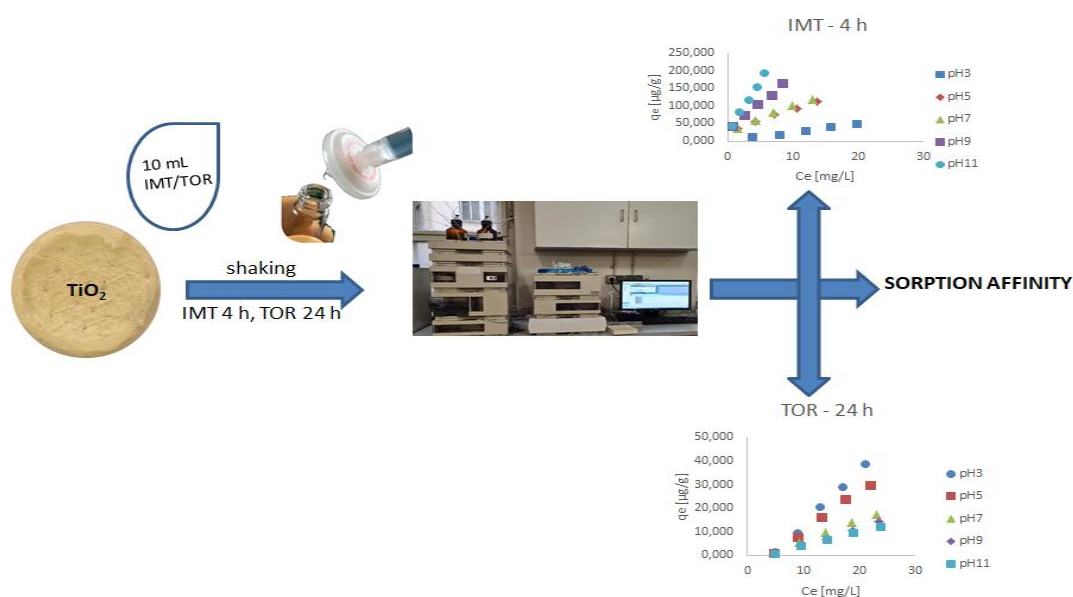 10 mL
IMT/TOR
TiO₂
shaking
IMT 4 h, TOR 24 h
IMT - 4 h
250,000
200,000
150,000
100,000
50,000
0,000
qe [µg/g]
0
10
20
30
Ce [mg/L]
pH3
pH5
pH7
pH9
pH11
SORPTION AFFINITY
TOR - 24 h
50,000
40,000
30,000
20,000
10,000
0,000
qe [µg/g]
0
10
20
30
Ce [mg/L]
pH3
pH5
pH7
pH9
pH11